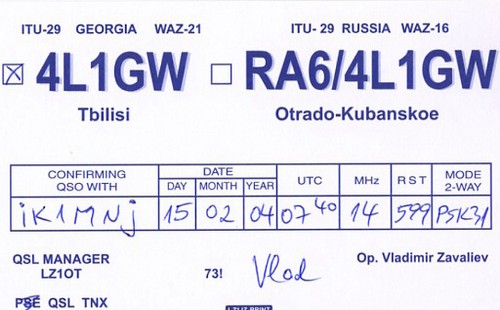 ITU-29 GEORGIA WAZ-21
ITU- 29 RUSSIA WAZ-16
4L1GW
RA6/4L1GW
Tbilisi
Otrado-Kubanskoe
CONFIRMING QSO WITH
DATE
DAY MONTH YEAR
UTC
MHz
RST
MODE 2-WAY
iK1MNj 15 02 04 07 40 14 599 PSK31
QSL MANAGER
LZ1OT
73!
Vlad
Op. Vladimir Zavaliev
PSE QSL TNX